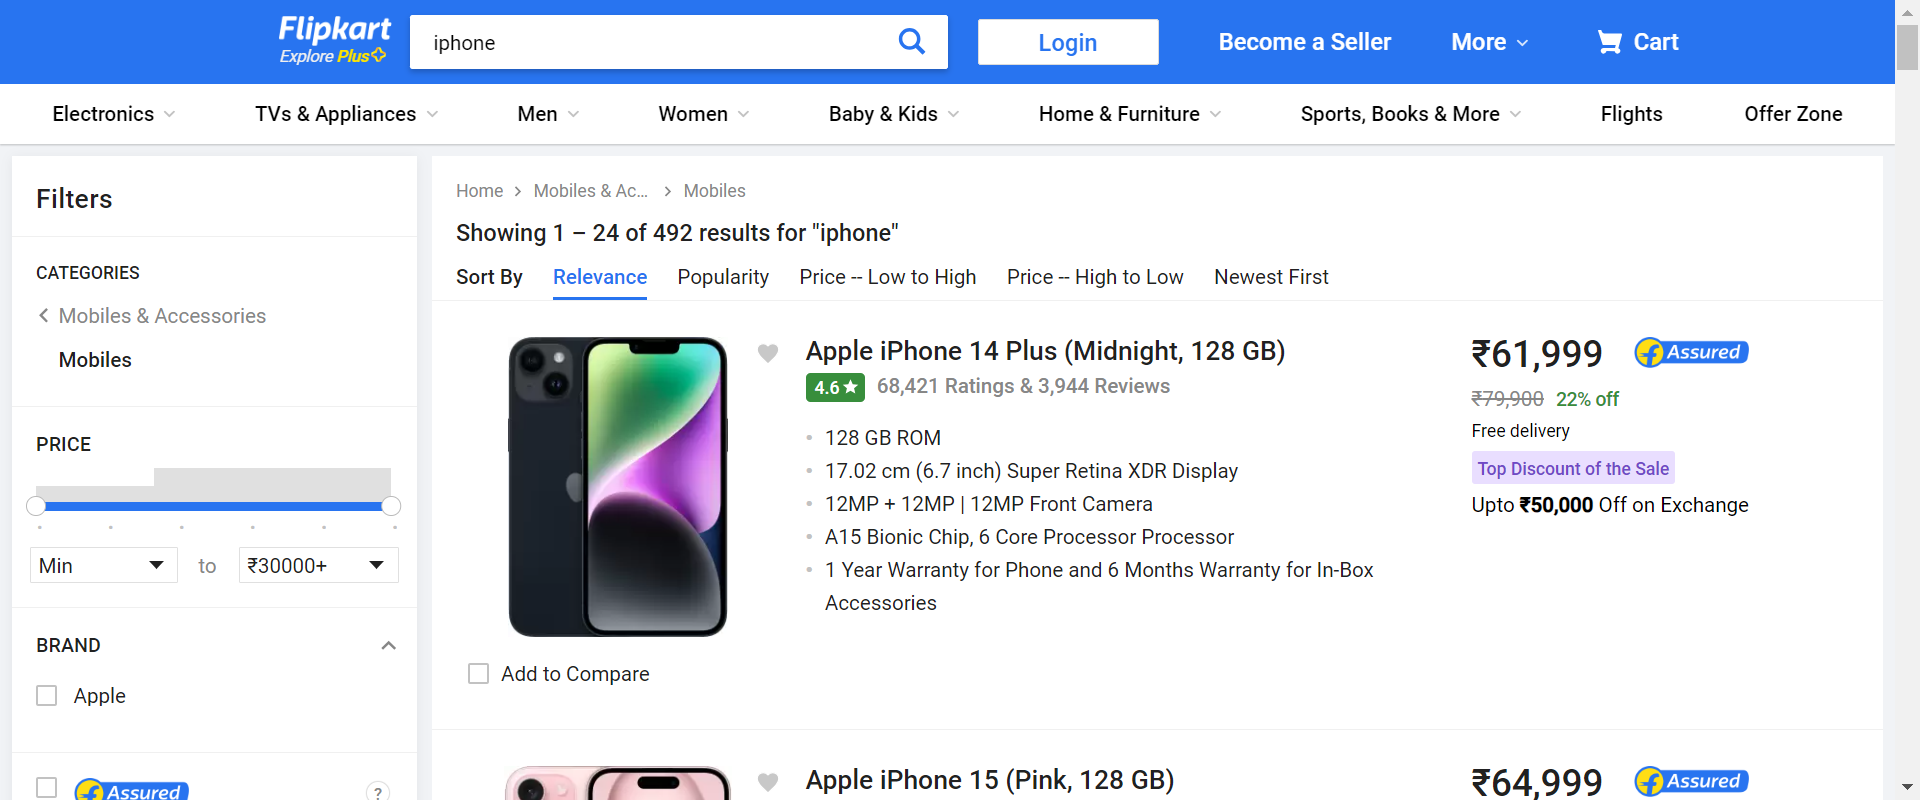 Flipkart
Explore Plus
iphone
Login
Become a Seller
More
Cart
Electronics
TVs & Appliances
Men
Women
Baby & Kids
Home & Furniture
Sports, Books & More
Flights
Offer Zone
Filters
CATEGORIES
Mobiles & Accessories
Mobiles
PRICE
Min
to
₹30000+
BRAND
Apple
Assured
?
Home
Mobiles & Ac...
Mobiles
Showing 1 – 24 of 492 results for "iphone"
Sort By
Relevance
Popularity
Price -- Low to High
Price -- High to Low
Newest First
Apple iPhone 14 Plus (Midnight, 128 GB)
4.6
68,421 Ratings & 3,944 Reviews
128 GB ROM
17.02 cm (6.7 inch) Super Retina XDR Display
12MP + 12MP | 12MP Front Camera
A15 Bionic Chip, 6 Core Processor Processor
1 Year Warranty for Phone and 6 Months Warranty for In-Box
Accessories
₹61,999
Assured
₹79,900 22% off
Free delivery
Top Discount of the Sale
Upto ₹50,000 Off on Exchange
Add to Compare
Apple iPhone 15 (Pink, 128 GB)
₹64,999
Assured